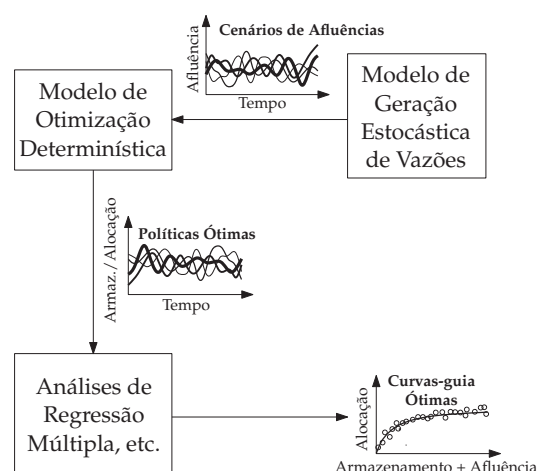 Cenários de Afluências
Afluência
Tempo
Modelo de
Otimização
Determinística
Modelo de
Geração
Estocástica
de Vazões
Políticas Ótimas
Armaz./ Alocação
Tempo
Análises de
Regressão
Múltipla, etc.
Curvas-guia
Ótimas
Alocação
Armazenamento + Afluência